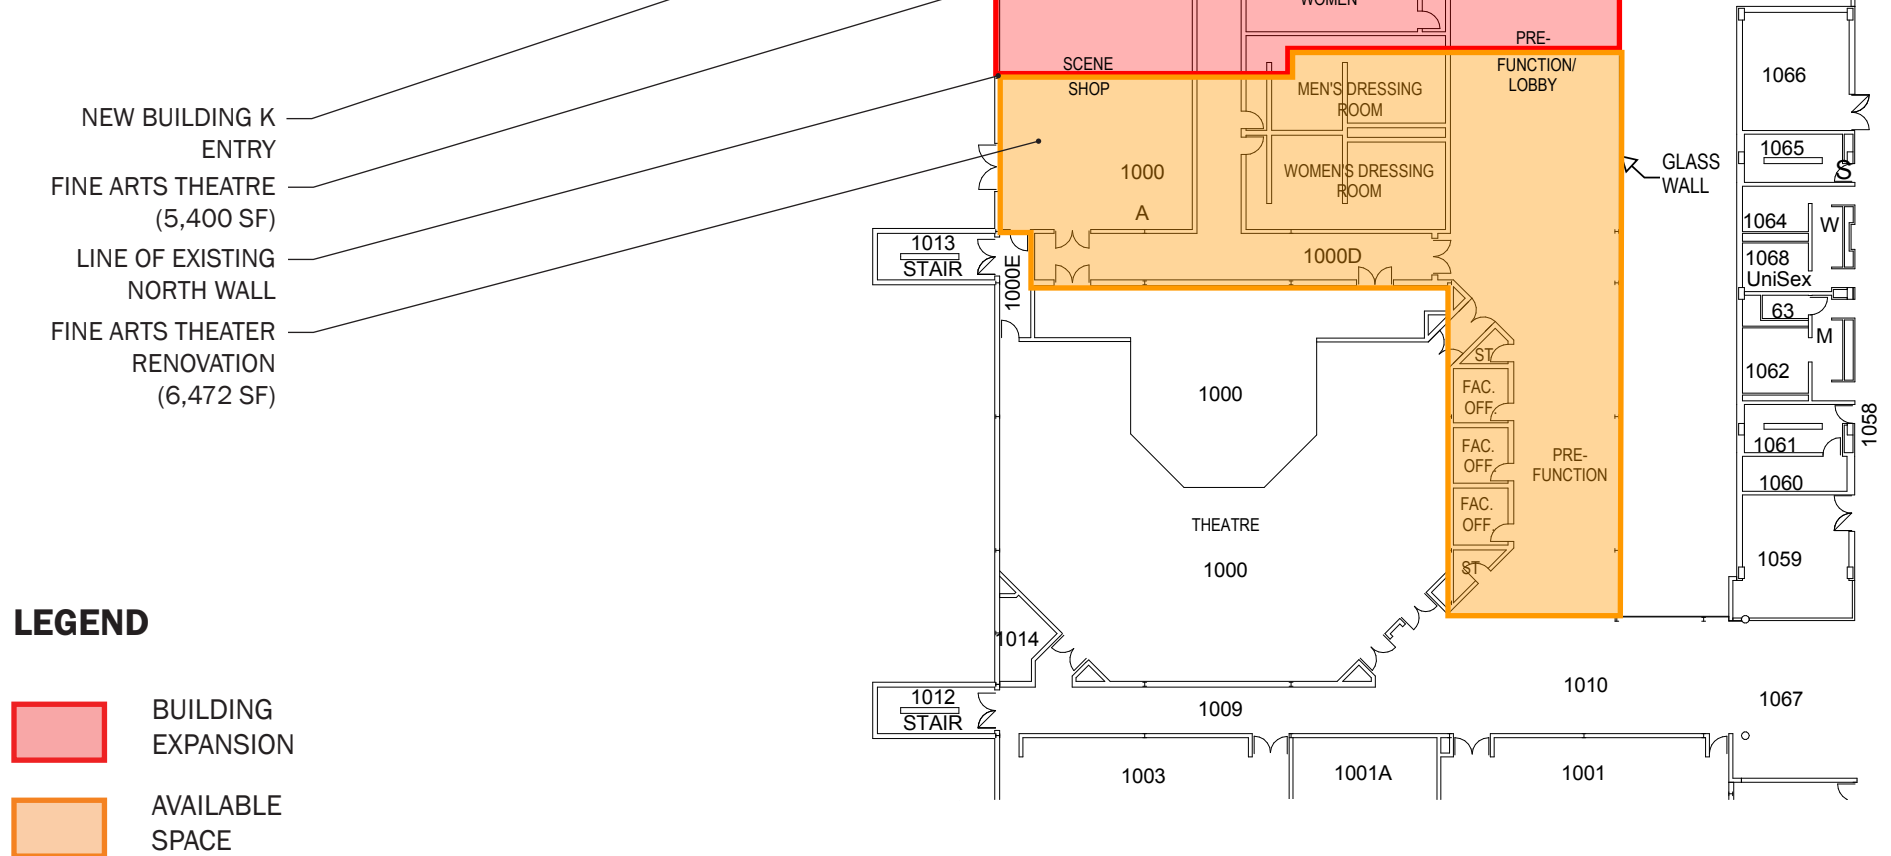 WOMEN
PRE-
FUNCTION/
LOBBY
SCENE
SHOP
MEN'S DRESSING
ROOM
1066
NEW BUILDING K
ENTRY
FINE ARTS THEATRE
(5,400 SF)
LINE OF EXISTING
NORTH WALL
FINE ARTS THEATER
RENOVATION
(6,472 SF)
1000
A
WOMEN'S DRESSING
ROOM
GLASS
WALL
1065
S
1064
W
1068
UniSex
63
M
1062
1058
1061
1060
1059
1013
STAIR
1000E
1000D
ST
FAC.
OFF.
FAC.
OFF.
FAC.
OFF.
ST
PRE-
FUNCTION
1000
THEATRE
1000
1014
1012
STAIR
1009
1010
1067
1003
1001A
1001
LEGEND
BUILDING
EXPANSION
AVAILABLE
SPACE